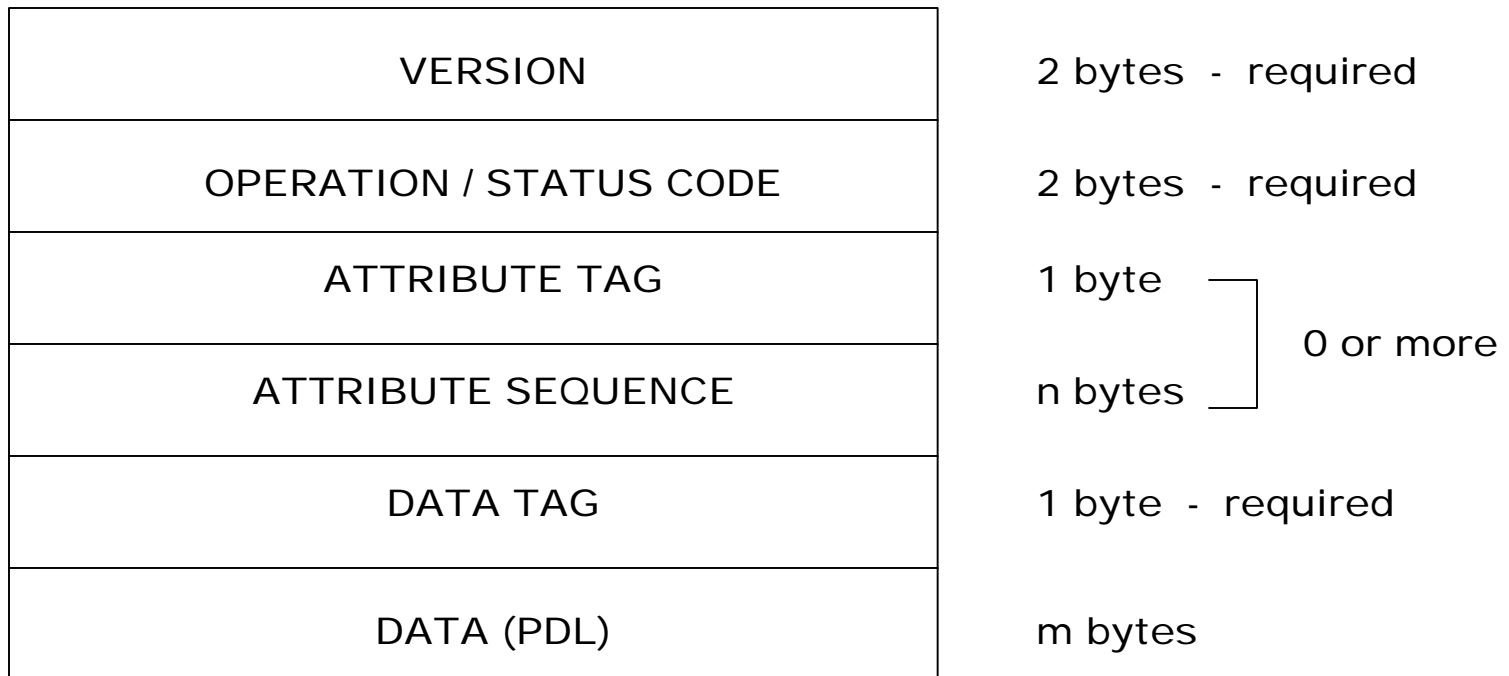 VERSION 2 bytes - required
OPERATION / STATUS CODE 2 bytes - required
ATTRIBUTE TAG 1 byte
0 or more
ATTRIBUTE SEQUENCE n bytes
DATA TAG 1 byte - required
DATA (PDL) m bytes